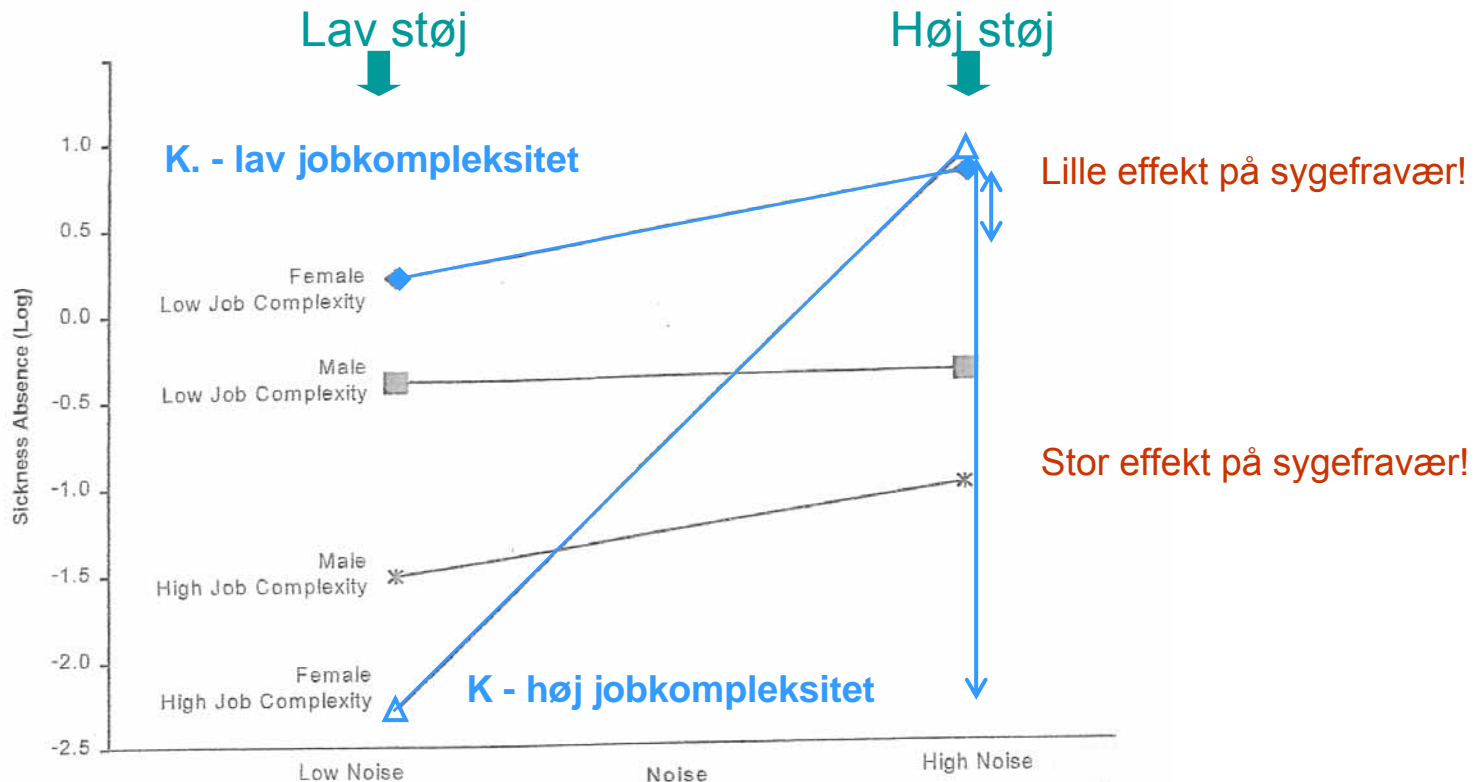 Lav støj
Høj støj
1.0
K. - lav jobkompleksitet
Lille effekt på sygefravær!
0.5
Female
Low Job Complexity
0.0
Sickness Absence (Log)
Male
Low Job Complexity
-0.5
Stor effekt på sygefravær!
-1.0
Male
High Job Complexity
-1.5
-2.0
Female
High Job Complexity
K - høj jobkompleksitet
-2.5
Low Noise
Noise
High Noise